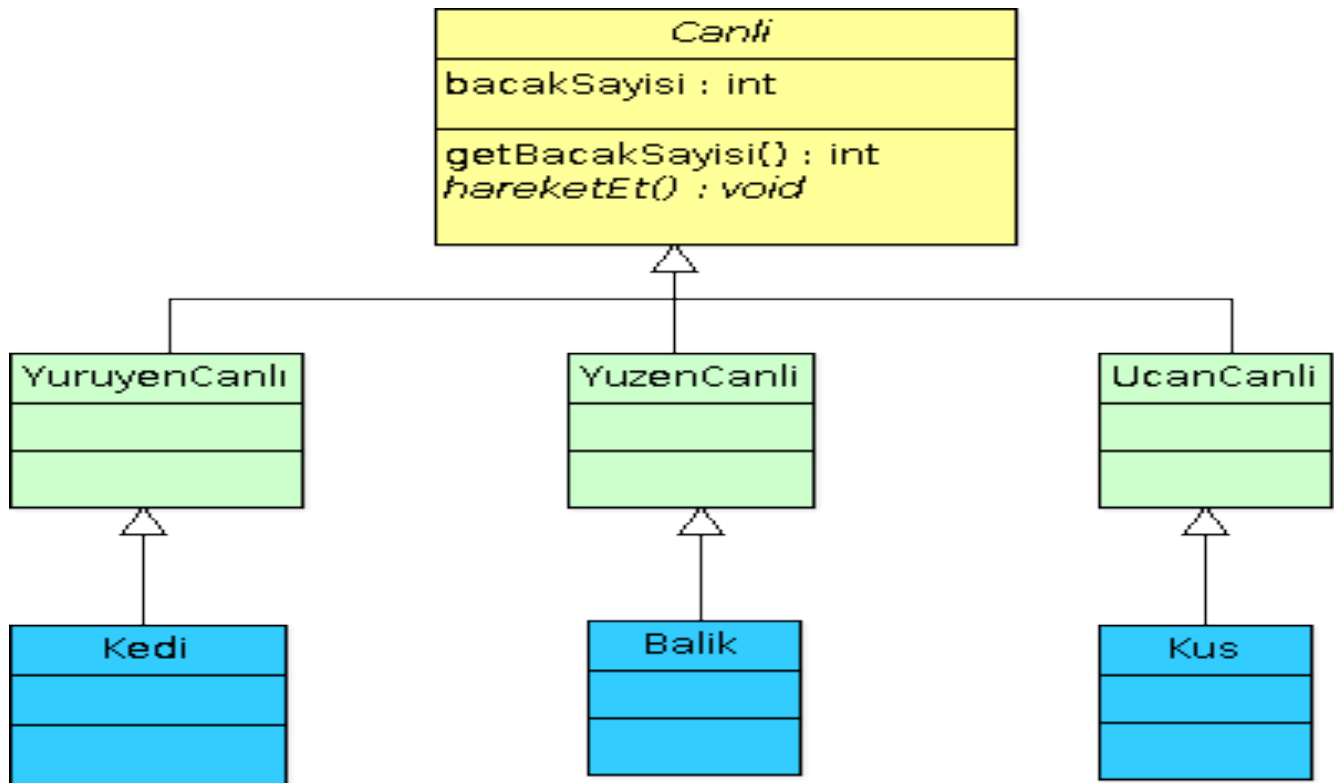 Canli
bacakSayisi : int
getBacakSayisi() : int
hareketEt() : void
YuruyenCanlı
YuzenCanli
UcanCanli
Kedi
Balik
Kus